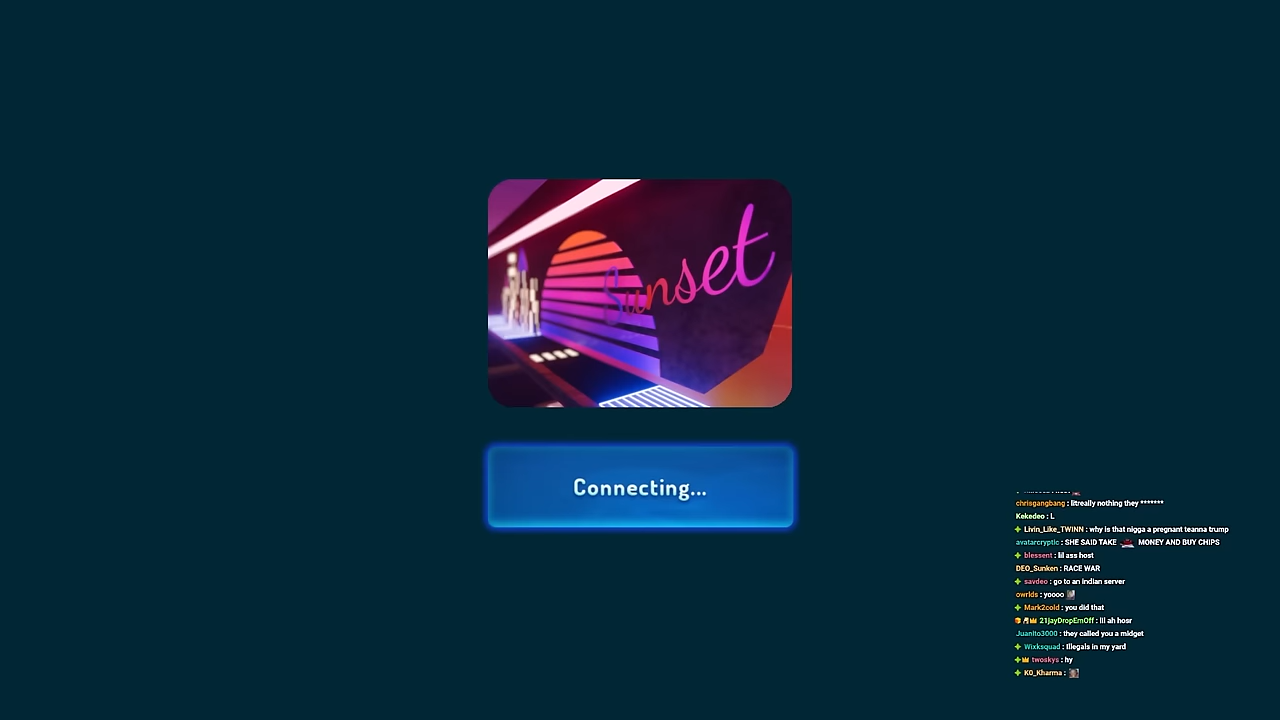 Sunset
Connecting...
chrisgangbang : litreally nothing they *******
Kekedeo : L
Livin_Like_TWINN : why is that nigga a pregnant teanna trump
avatarcryptic : SHE SAID TAKE MONEY AND BUY CHIPS
blessent : lil ass host
DEO_Sunken : RACE WAR
savdeo : go to an indian server
owrlds : yoooo
Mark2cold : you did that
21jayDropEmOff : lil ah hosr
Juanito3000 : they called you a midget
Wixksquad : Illegals in my yard
twoskys : hy
KG_Kharma :